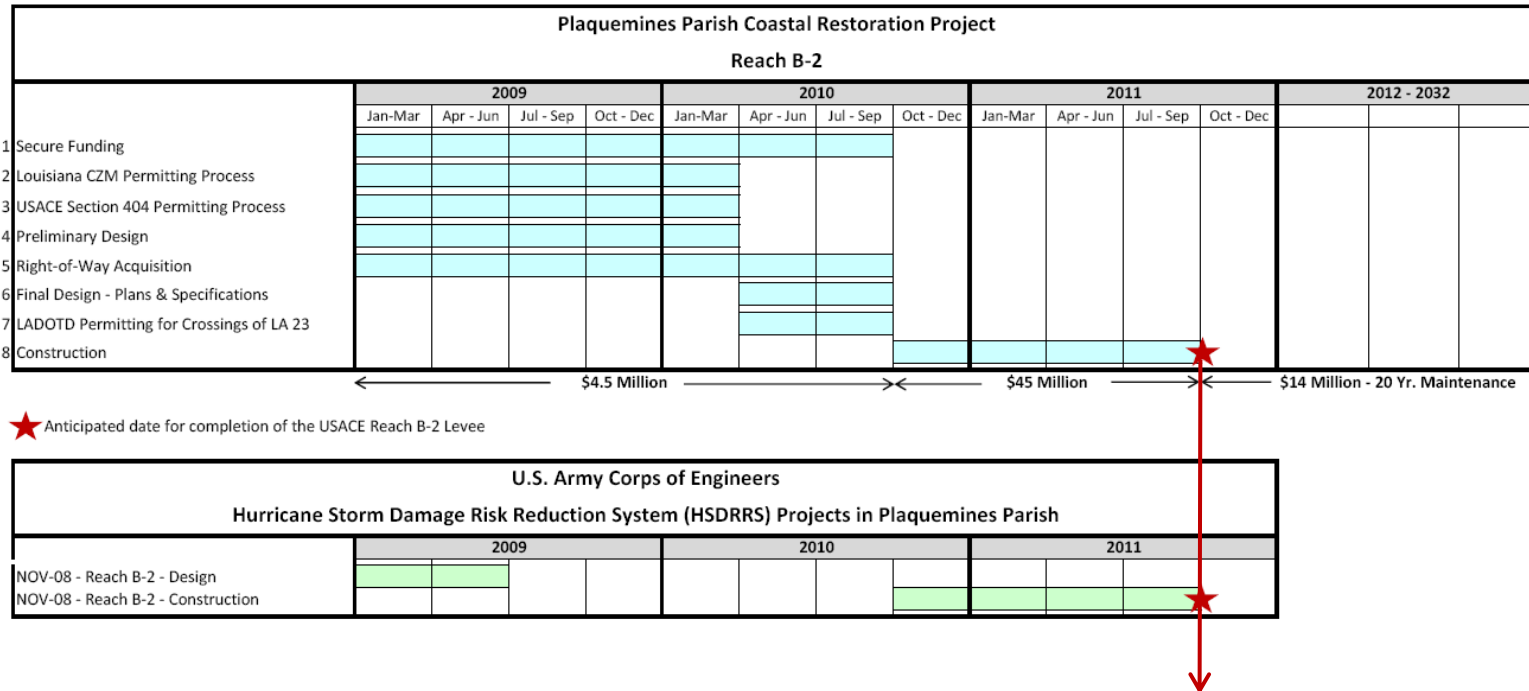 Plaquemines Parish Coastal Restoration Project
Reach B-2
2009 2010 2011 2012 - 2032
Jan-Mar Apr - Jun Jul - Sep Oct - Dec Jan-Mar Apr - Jun Jul - Sep Oct - Dec Jan-Mar Apr - Jun Jul - Sep Oct - Dec
1 Secure Funding
2 Louisiana CZM Permitting Process
3 USACE Section 404 Permitting Process
4 Preliminary Design
5 Right-of-Way Acquisition
6 Final Design - Plans & Specifications
7 LADOTD Permitting for Crossings of LA 23
8 Construction
$4.5 Million $45 Million $14 Million - 20 Yr. Maintenance
Anticipated date for completion of the USACE Reach B-2 Levee
U.S. Army Corps of Engineers
Hurricane Storm Damage Risk Reduction System (HSDRRS) Projects in Plaquemines Parish
2009 2010 2011
NOV-08 - Reach B-2 - Design
NOV-08 - Reach B-2 - Construction